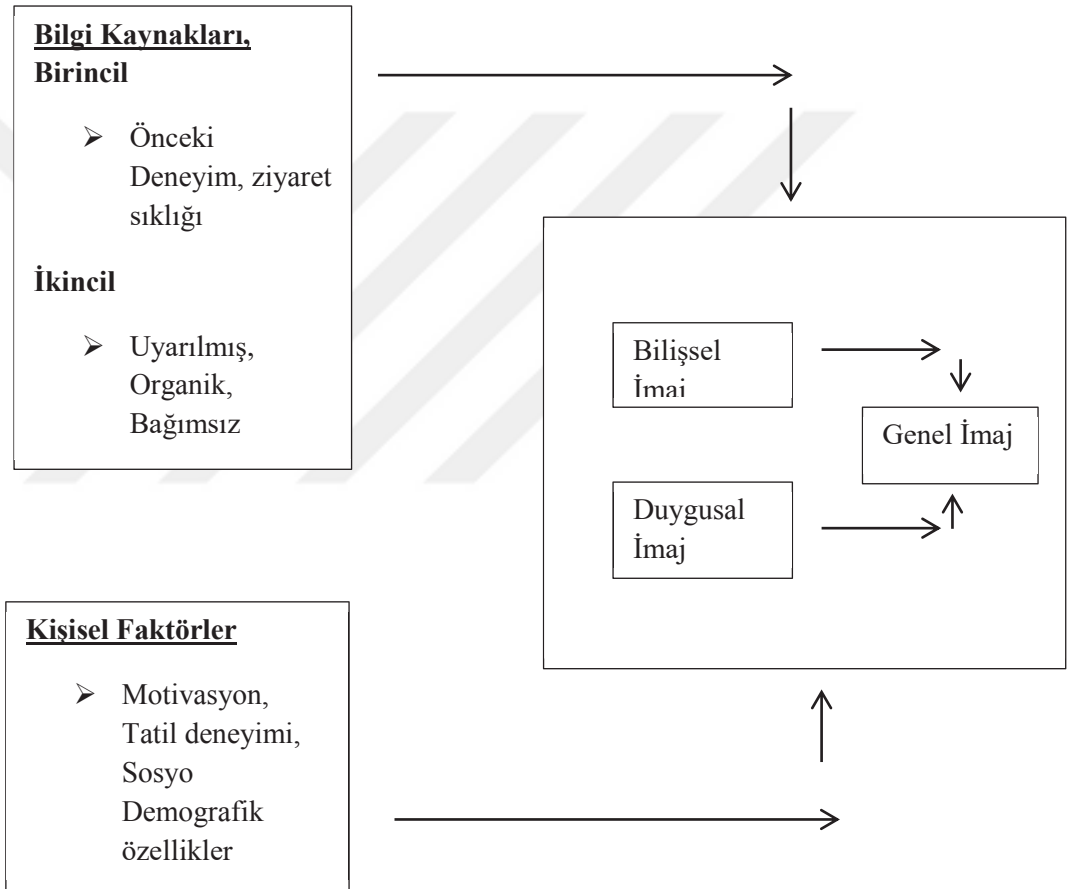 Bilgi Kaynakları,
Birincil
➢ Önceki
Deneyim, ziyaret
sıklığı
İkincil
➢ Uyarılmış,
Organik,
Bağımsız
Bilişsel
İmaj
Genel İmaj
Duygusal
İmaj
Kişisel Faktörler
➢ Motivasyon,
Tatil deneyimi,
Sosyo
Demografik
özellikler